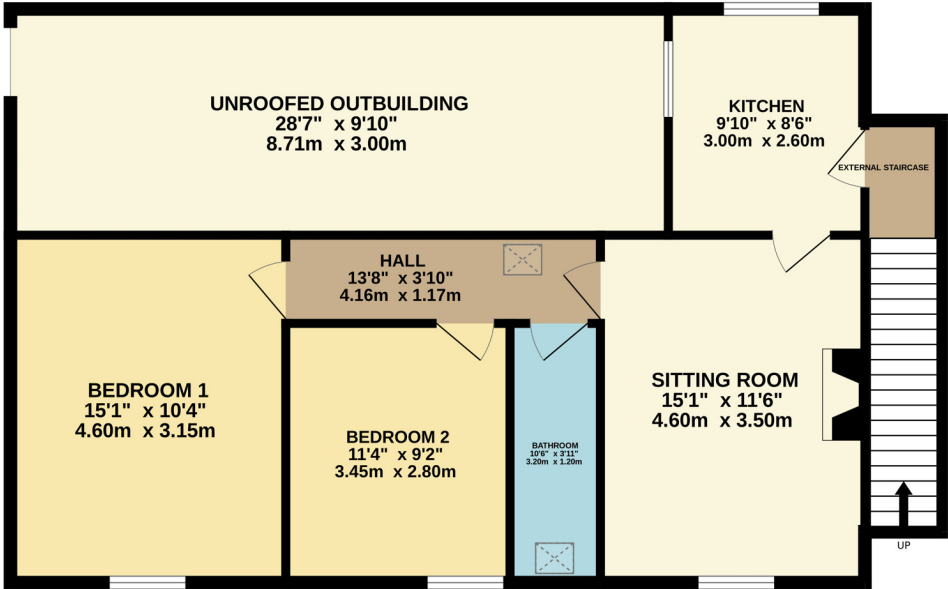 UNROOFED OUTBUILDING
28'7" x 9'10"
8.71m x 3.00m
KITCHEN
9'10" x 8'6"
3.00m x 2.60m
EXTERNAL STAIRCASE
HALL
13'8" x 3'10"
4.16m x 1.17m
BEDROOM 1
15'1" x 10'4"
4.60m x 3.15m
BEDROOM 2
11'4" x 9'2"
3.45m x 2.80m
BATHROOM
10'6" x 3'11"
3.20m x 1.20m
SITTING ROOM
15'1" x 11'6"
4.60m x 3.50m
UP